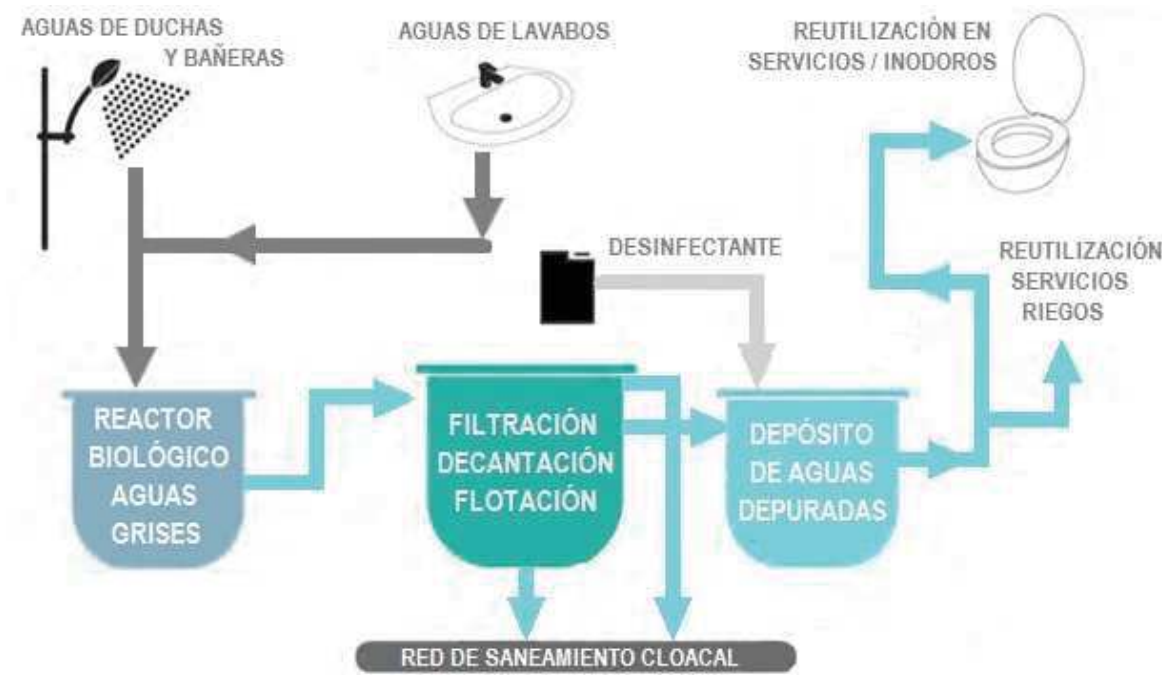 AGUAS DE DUCHAS
Y BAÑERAS
AGUAS DE LAVABOS
REUTILIZACIÓN EN
SERVICIOS / INODOROS
DESINFECTANTE
REUTILIZACIÓN
SERVICIOS
RIEGOS
REACTOR
BIOLÓGICO
AGUAS
GRISES
FILTRACIÓN
DECANTACIÓN
FLOTACIÓN
DEPÓSITO
DE AGUAS
DEPURADAS
RED DE SANEAMIENTO CLOACAL